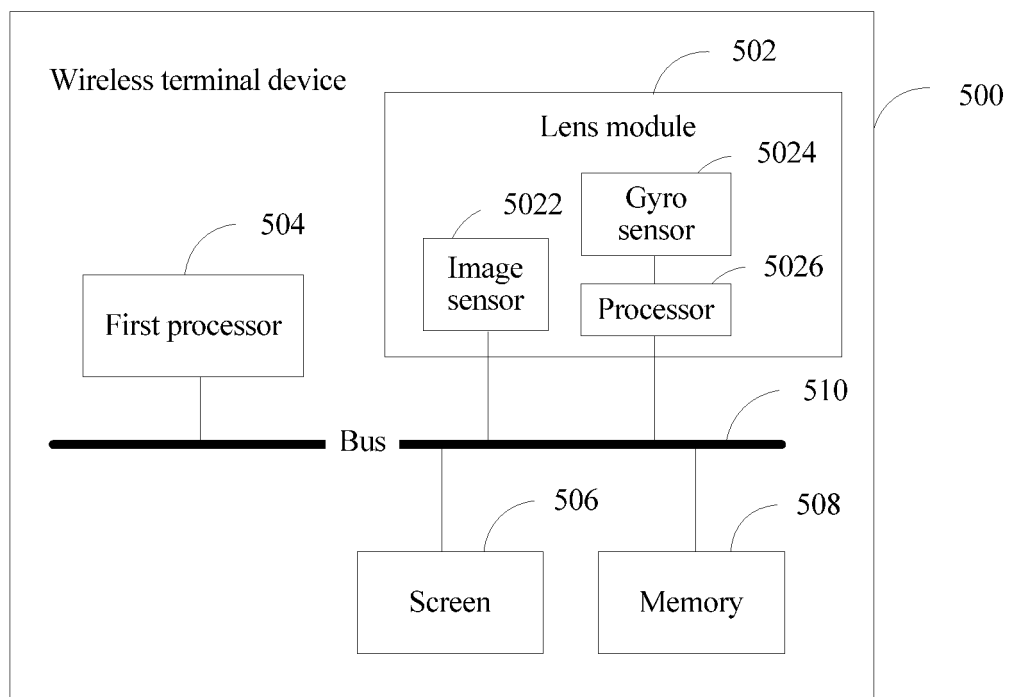 502
Wireless terminal device
500
Lens module
5024
Gyro
sensor
5022
504
Image
sensor
5026
Processor
First processor
510
Bus
506
508
Screen
Memory